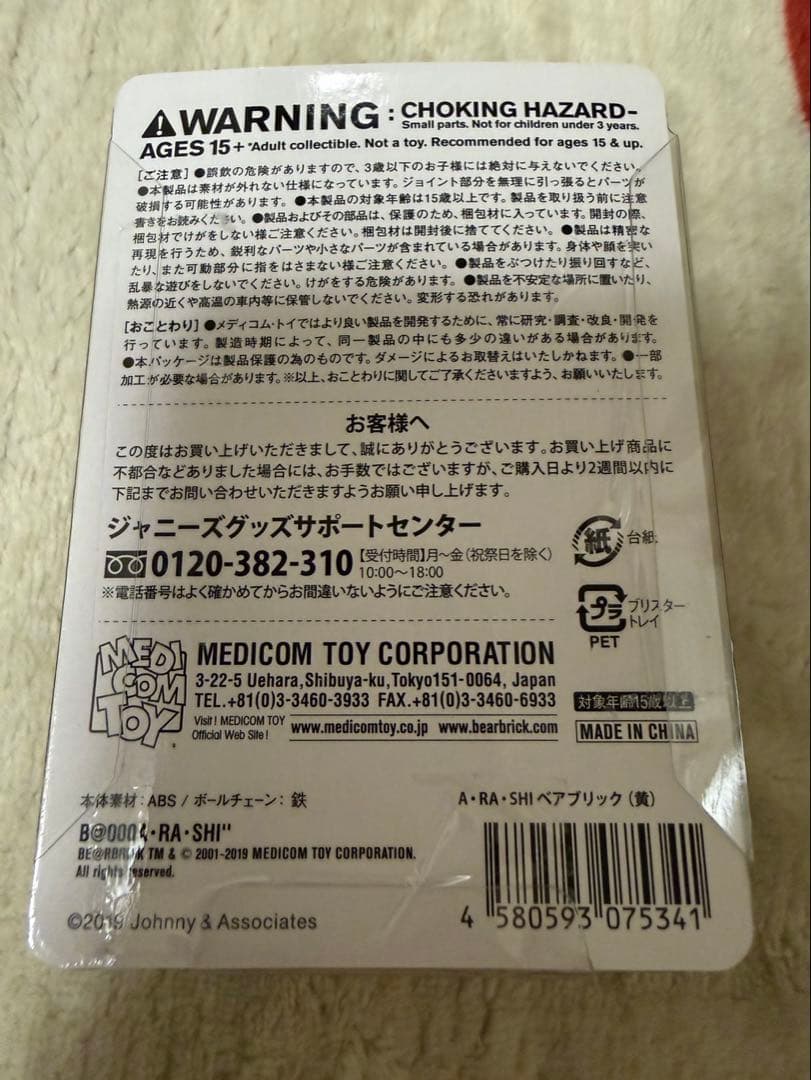 ⚠WARNING: CHOKING HAZARD-
Small parts. Not for children under 3 years.
AGES 15+ *Adult collectible. Not a toy. Recommended for ages 15 & up.
[ご注意] ●誤飲の危険がありますので、3歳以下のお子様には絶対に与えないでください。
●本製品は素材が外れない仕様になっています。ジョイント部分を無理に引っ張るとパーツが
破損する可能性があります。 ●本製品の対象年齢は15歳以上です。製品を取り扱う前に注意
書きをお読みください。●製品およびその部品は、保護のため、梱包材に入っています。開封の際、
梱包材でけがをしない様ご注意ください。梱包材は開封後に捨ててください。 ●製品は精密な
再現を行うため、鋭利なパーツや小さなパーツが含まれている場合があります。身体や顔を突い
たり、また可動部分に指をはさまない様ご注意ください。 ●製品をぶつけたり振り回すなど、
乱暴な遊びをしないでください。けがをする危険があります。 ●製品を不安定な場所に置いたり、
熱源の近くや高温の車内等に保管しないでください。変形する恐れがあります。
[おことわり] ●メディコム・トイではより良い製品を開発するために、常に研究・調査・改良・開発を
行っています。製造時期によって、同一製品の中にも多少の違いがある場合があります。
●本パッケージは製品保護の為のものです。ダメージによるお取替えはいたしかねます。●一部
加工が必要な場合があります。※以上、おことわりに関してご了承くださいますよう、お願いいたします。
お客様へ
この度はお買い上げいただきまして、誠にありがとうございます。お買い上げ商品に
不都合などありました場合には、お手数ではございますが、ご購入日より2週間以内に
下記までお問い合わせいただきますようお願い申し上げます。
ジャニーズグッズサポートセンター
0120-382-310 【受付時間】月〜金(祝祭日を除く)
10:00〜18:00
※電話番号はよく確かめてからお間違いないようにご注意ください。
紙 台紙
プラ ブリスター
トレイ
PET
MEDI
COM
TOY
MEDICOM TOY CORPORATION
3-22-5 Uehara,Shibuya-ku,Tokyo151-0064, Japan
TEL.+81(0)3-3460-3933 FAX.+81(0)3-3460-6933
Visit! MEDICOM TOY
Official Web Site!
www.medicomtoy.co.jp www.bearbrick.com
対象年齢15歳以上
MADE IN CHINA
本体素材:ABS / ボールチェーン:鉄
A・RA・SHI ベアブリック (黄)
B@000 ・RA・SHI"
BE@RBRICK TM & © 2001-2019 MEDICOM TOY CORPORATION.
All rights reserved.
©2019 Johnny & Associates
4 580593 075341